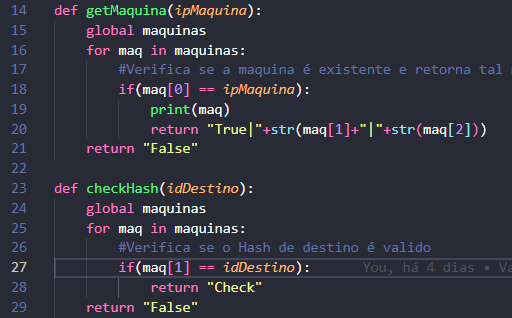 14 def getMaquina(ipMaquina):
15 global maquinas
16 for maq in maquinas:
17 #Verifica se a maquina é existente e retorna tal
18 if(maq[0] == ipMaquina):
19 print(maq)
20 return "True|"+str(maq[1]+"|"+str(maq[2]))
21 return "False"
22
23 def checkHash(idDestino):
24 global maquinas
25 for maq in maquinas:
26 #Verifica se o Hash de destino é valido
27 if(maq[1] == idDestino): You, há 4 dias • Va
28 return "Check"
29 return "False"